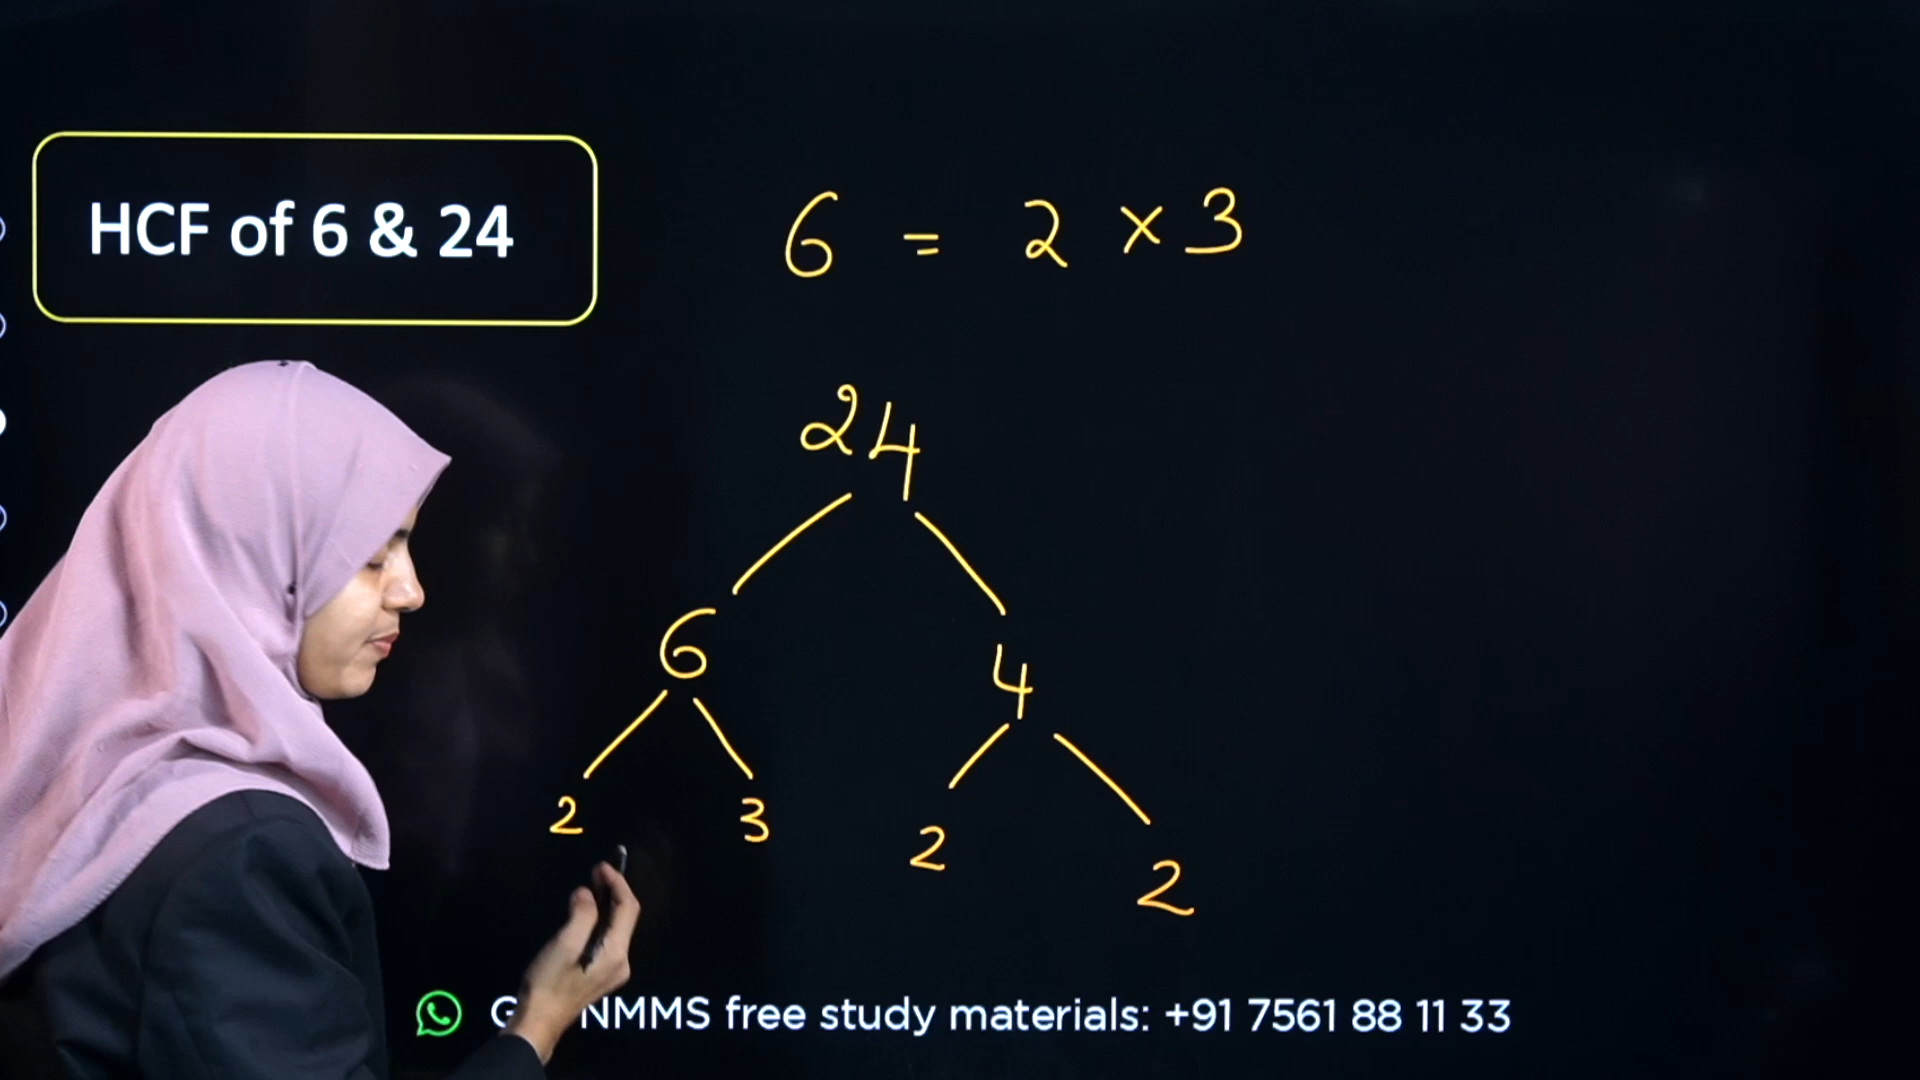 HCF of 6 & 24
6 = 2 × 3
24
6 4
2 3 2 2
NMMS free study materials: +91 7561 88 11 33